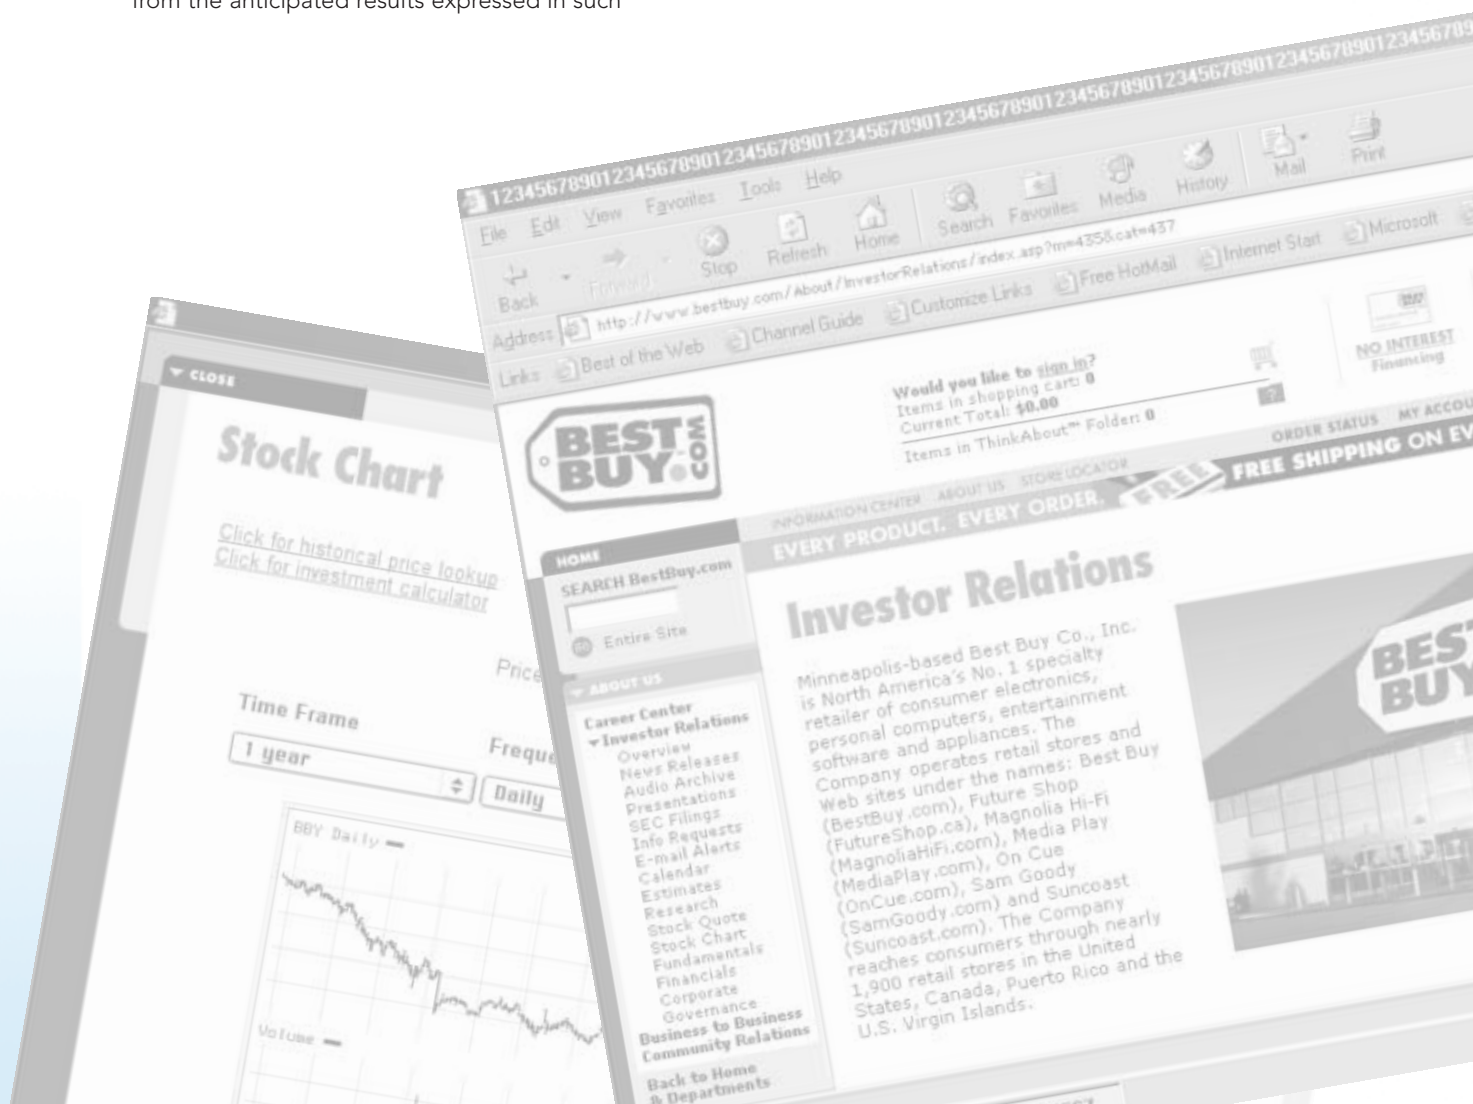 from the anticipated results expressed in such
1234567890123456789012345678901234567890123456789012345678901234567890123456789012345678901234567890123456789
File Edit View Favorites Tools Help
Back Forward Stop Refresh Home Search Favorites Media History Mail Print
Address http://www.bestbuy.com/About/InvestorRelations/index.asp?m=435&cat=437
Links Best of the Web Channel Guide Customize Links Free HotMail Internet Start Microsoft
BEST
BUY.COM
Would you like to sign in?
Items in shopping cart: 0
Current Total: $0.00
Items in ThinkAbout™ Folder: 0
NO INTEREST
Financing
INFORMATION CENTER ABOUT US STORE LOCATOR ORDER STATUS MY ACCOU
EVERY PRODUCT. EVERY ORDER. FREE FREE SHIPPING ON EV
HOME
SEARCH BestBuy.com
GO Entire Site
ABOUT US
Career Center
Investor Relations
Overview
News Releases
Audio Archive
Presentations
SEC Filings
Info Requests
E-mail Alerts
Calendar
Estimates
Research
Stock Quote
Stock Chart
Fundamentals
Financials
Corporate
Governance
Business to Business
Community Relations
Back to Home
& Departments
Investor Relations
Minneapolis-based Best Buy Co., Inc.
is North America's No. 1 specialty
retailer of consumer electronics,
personal computers, entertainment
software and appliances. The
Company operates retail stores and
Web sites under the names: Best Buy
(BestBuy.com), Future Shop
(FutureShop.ca), Magnolia Hi-Fi
(MagnoliaHiFi.com), Media Play
(MediaPlay.com), On Cue
(OnCue.com), Sam Goody
(SamGoody.com) and Suncoast
(Suncoast.com). The Company
reaches consumers through nearly
1,900 retail stores in the United
States, Canada, Puerto Rico and the
U.S. Virgin Islands.
BEST
BUY
CLOSE
Stock Chart
Click for historical price lookup
Click for investment calculator
Price
Time Frame
1 year
Freque
Daily
BBY Daily
Volume